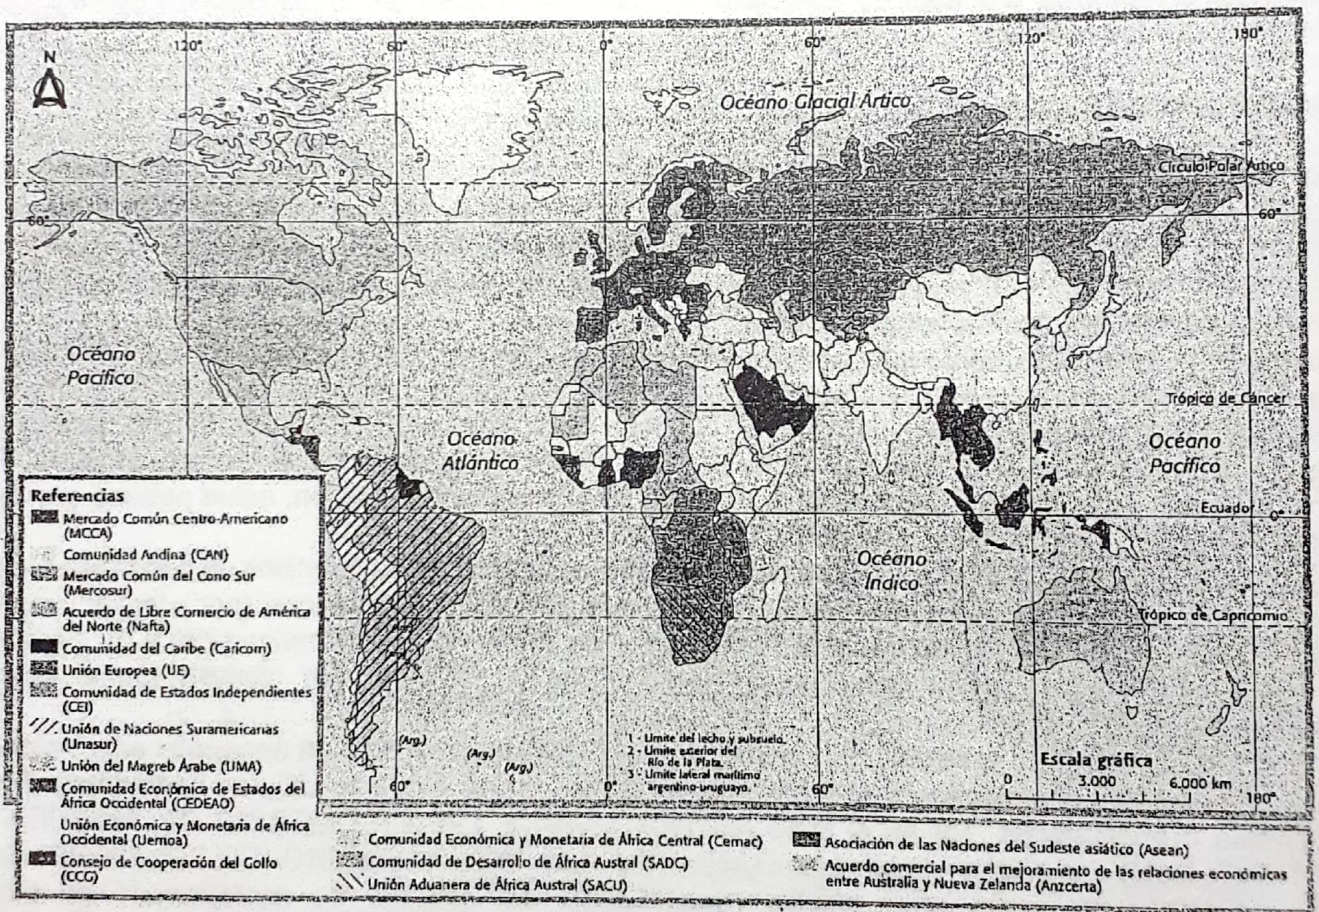 120°
60°
0°
60°
120°
180°
N
Océano Glacial Ártico
Círculo Polar Ártico
60°
60°
Océano
Pacífico
Trópico de Cáncer
Océano
Atlántico
Océano
Pacífico
Ecuador
0°
Océano
Índico
Trópico de Capricornio
Referencias
Mercado Común Centro-Americano
(MCCA)
Comunidad Andina (CAN)
Mercado Común del Cono Sur
(Mercosur)
Acuerdo de Libre Comercio de América
del Norte (Nafta)
Comunidad del Caribe (Caricom)
Unión Europea (UE)
Comunidad de Estados Independientes
(CEI)
Unión de Naciones Suramericanas
(Unasur)
Unión del Magreb Árabe (UMA)
Comunidad Económica de Estados del
África Occidental (CEDEAO)
Unión Económica y Monetaria de África
Occidental (Uemoa)
Consejo de Cooperación del Golfo
(CCG)
(Arg.)
(Arg.)
(Arg.)
1 - Límite del lecho y subsuelo.
2 - Límite exterior del
Río de la Plata.
3 - Límite lateral marítimo
argentino-uruguayo.
Escala gráfica
0 3.000 6.000 km
60°
0°
60°
180°
Comunidad Económica y Monetaria de África Central (Cemac)
Comunidad de Desarrollo de África Austral (SADC)
Unión Aduanera de África Austral (SACU)
Asociación de las Naciones del Sudeste asiático (Asean)
Acuerdo comercial para el mejoramiento de las relaciones económicas
entre Australia y Nueva Zelanda (Anzcerta)